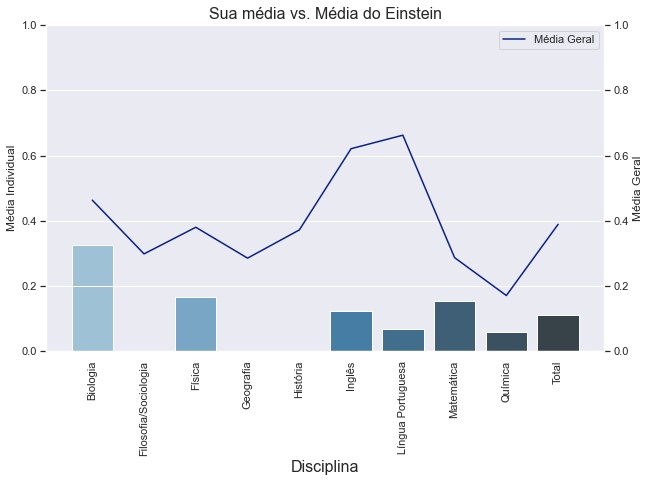 Sua média vs. Média do Einstein
1.0
0.8
0.6
0.4
0.2
0.0
Média Individual
1.0
0.8
0.6
0.4
0.2
0.0
Média Geral
Média Geral
Biologia
Filosofia/Sociologia
Física
Geografia
História
Inglês
Língua Portuguesa
Matemática
Química
Total
Disciplina